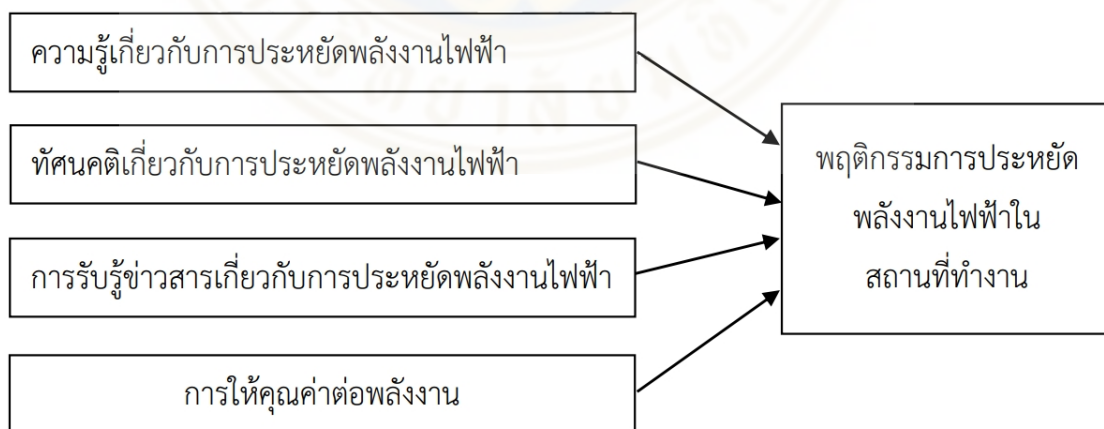 ความรู้เกี่ยวกับการประหยัดพลังงานไฟฟ้า
ทัศนคติเกี่ยวกับการประหยัดพลังงานไฟฟ้า
การรับรู้ข่าวสารเกี่ยวกับการประหยัดพลังงานไฟฟ้า
การให้คุณค่าต่อพลังงาน
พฤติกรรมการประหยัด
พลังงานไฟฟ้าใน
สถานที่ทำงาน